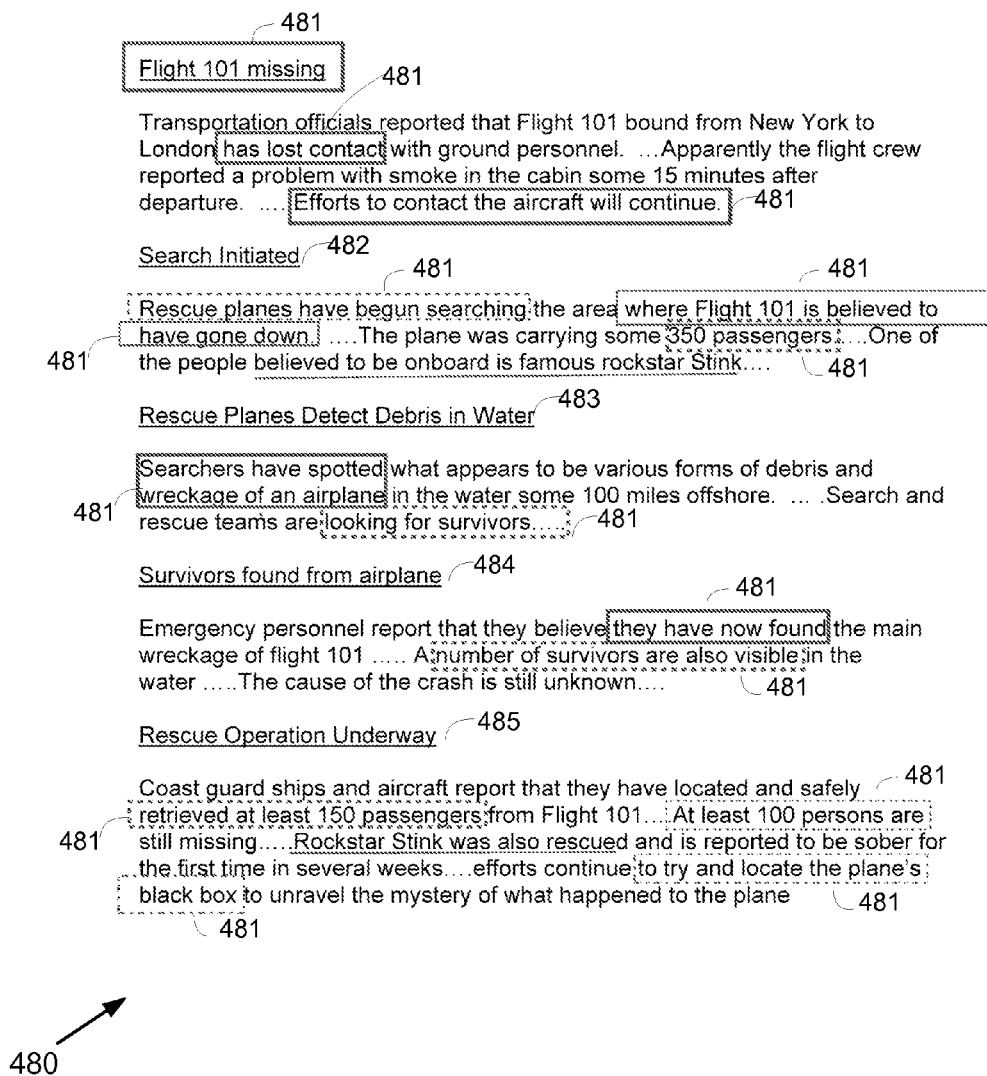 481
Flight 101 missing
481
Transportation officials reported that Flight 101 bound from New York to
London has lost contact with ground personnel. ...Apparently the flight crew
reported a problem with smoke in the cabin some 15 minutes after
departure. ....Efforts to contact the aircraft will continue. 481
Search Initiated 482
481 481
Rescue planes have begun searching the area where Flight 101 is believed to
have gone down. ....The plane was carrying some 350 passengers.....One of
481 the people believed to be onboard is famous rockstar Stink.... 481
Rescue Planes Detect Debris in Water 483
Searchers have spotted what appears to be various forms of debris and
wreckage of an airplane in the water some 100 miles offshore. ... .Search and
481 rescue teams are looking for survivors..... 481
Survivors found from airplane 484
481
Emergency personnel report that they believe they have now found the main
wreckage of flight 101 ..... A number of survivors are also visible in the
water .....The cause of the crash is still unknown.... 481
Rescue Operation Underway 485
Coast guard ships and aircraft report that they have located and safely 481
481 retrieved at least 150 passengers from Flight 101...At least 100 persons are
still missing.....Rockstar Stink was also rescued and is reported to be sober for
the first time in several weeks....efforts continue to try and locate the plane's
black box to unravel the mystery of what happened to the plane 481
481
480